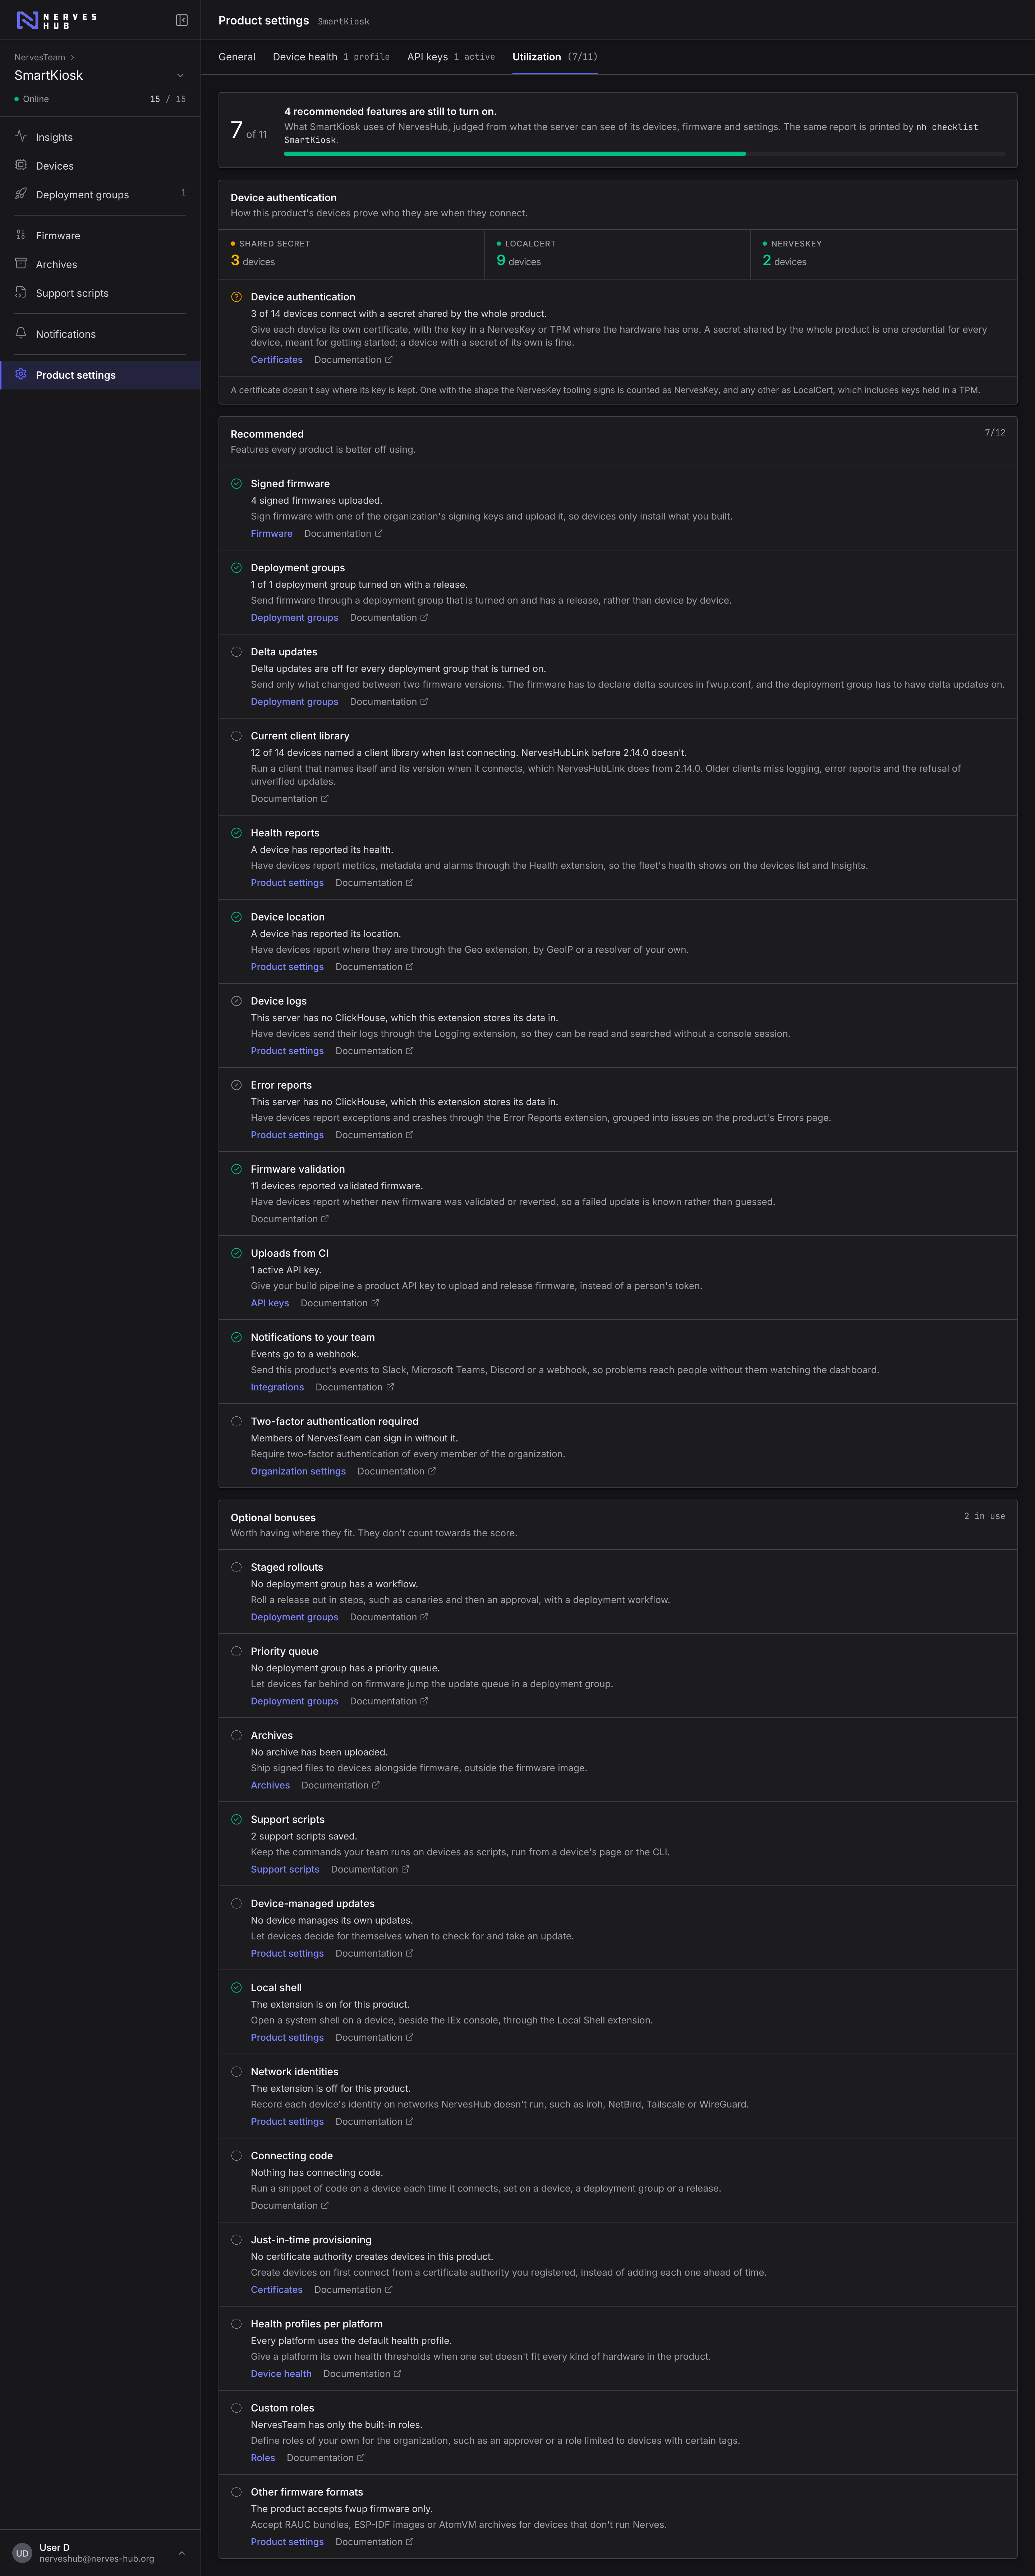 NERVES
HUB
NervesTeam
SmartKiosk
Online 15 / 15
Insights
Devices
Deployment groups 1
Firmware
Archives
Support scripts
Notifications
Product settings
Product settings SmartKiosk
General Device health 1 profile API keys 1 active Utilization (7/11)
7 of 11
4 recommended features are still to turn on.
What SmartKiosk uses of NervesHub, judged from what the server can see of its devices, firmware and settings. The same report is printed by nh checklist
SmartKiosk.
Device authentication
How this product's devices prove who they are when they connect.
SHARED SECRET
3 devices
LOCALCERT
9 devices
NERVESKEY
2 devices
Device authentication
3 of 14 devices connect with a secret shared by the whole product.
Give each device its own certificate, with the key in a NervesKey or TPM where the hardware has one. A secret shared by the whole product is one credential for every
device, meant for getting started; a device with a secret of its own is fine.
Certificates Documentation
A certificate doesn't say where its key is kept. One with the shape the NervesKey tooling signs is counted as NervesKey, and any other as LocalCert, which includes keys held in a TPM.
Recommended 7/12
Features every product is better off using.
Signed firmware
4 signed firmwares uploaded.
Sign firmware with one of the organization's signing keys and upload it, so devices only install what you built.
Firmware Documentation
Deployment groups
1 of 1 deployment group turned on with a release.
Send firmware through a deployment group that is turned on and has a release, rather than device by device.
Deployment groups Documentation
Delta updates
Delta updates are off for every deployment group that is turned on.
Send only what changed between two firmware versions. The firmware has to declare delta sources in fwup.conf, and the deployment group has to have delta updates on.
Deployment groups Documentation
Current client library
12 of 14 devices named a client library when last connecting. NervesHubLink before 2.14.0 doesn't.
Run a client that names itself and its version when it connects, which NervesHubLink does from 2.14.0. Older clients miss logging, error reports and the refusal of
unverified updates.
Documentation
Health reports
A device has reported its health.
Have devices report metrics, metadata and alarms through the Health extension, so the fleet's health shows on the devices list and Insights.
Product settings Documentation
Device location
A device has reported its location.
Have devices report where they are through the Geo extension, by GeoIP or a resolver of your own.
Product settings Documentation
Device logs
This server has no ClickHouse, which this extension stores its data in.
Have devices send their logs through the Logging extension, so they can be read and searched without a console session.
Product settings Documentation
Error reports
This server has no ClickHouse, which this extension stores its data in.
Have devices report exceptions and crashes through the Error Reports extension, grouped into issues on the product's Errors page.
Product settings Documentation
Firmware validation
11 devices reported validated firmware.
Have devices report whether new firmware was validated or reverted, so a failed update is known rather than guessed.
Documentation
Uploads from CI
1 active API key.
Give your build pipeline a product API key to upload and release firmware, instead of a person's token.
API keys Documentation
Notifications to your team
Events go to a webhook.
Send this product's events to Slack, Microsoft Teams, Discord or a webhook, so problems reach people without them watching the dashboard.
Integrations Documentation
Two-factor authentication required
Members of NervesTeam can sign in without it.
Require two-factor authentication of every member of the organization.
Organization settings Documentation
Optional bonuses 2 in use
Worth having where they fit. They don't count towards the score.
Staged rollouts
No deployment group has a workflow.
Roll a release out in steps, such as canaries and then an approval, with a deployment workflow.
Deployment groups Documentation
Priority queue
No deployment group has a priority queue.
Let devices far behind on firmware jump the update queue in a deployment group.
Deployment groups Documentation
Archives
No archive has been uploaded.
Ship signed files to devices alongside firmware, outside the firmware image.
Archives Documentation
Support scripts
2 support scripts saved.
Keep the commands your team runs on devices as scripts, run from a device's page or the CLI.
Support scripts Documentation
Device-managed updates
No device manages its own updates.
Let devices decide for themselves when to check for and take an update.
Product settings Documentation
Local shell
The extension is on for this product.
Open a system shell on a device, beside the IEx console, through the Local Shell extension.
Product settings Documentation
Network identities
The extension is off for this product.
Record each device's identity on networks NervesHub doesn't run, such as iroh, NetBird, Tailscale or WireGuard.
Product settings Documentation
Connecting code
Nothing has connecting code.
Run a snippet of code on a device each time it connects, set on a device, a deployment group or a release.
Documentation
Just-in-time provisioning
No certificate authority creates devices in this product.
Create devices on first connect from a certificate authority you registered, instead of adding each one ahead of time.
Certificates Documentation
Health profiles per platform
Every platform uses the default health profile.
Give a platform its own health thresholds when one set doesn't fit every kind of hardware in the product.
Device health Documentation
Custom roles
NervesTeam has only the built-in roles.
Define roles of your own for the organization, such as an approver or a role limited to devices with certain tags.
Roles Documentation
Other firmware formats
The product accepts fwup firmware only.
Accept RAUC bundles, ESP-IDF images or AtomVM archives for devices that don't run Nerves.
Product settings Documentation
UD
User D
nerveshub@nerves-hub.org